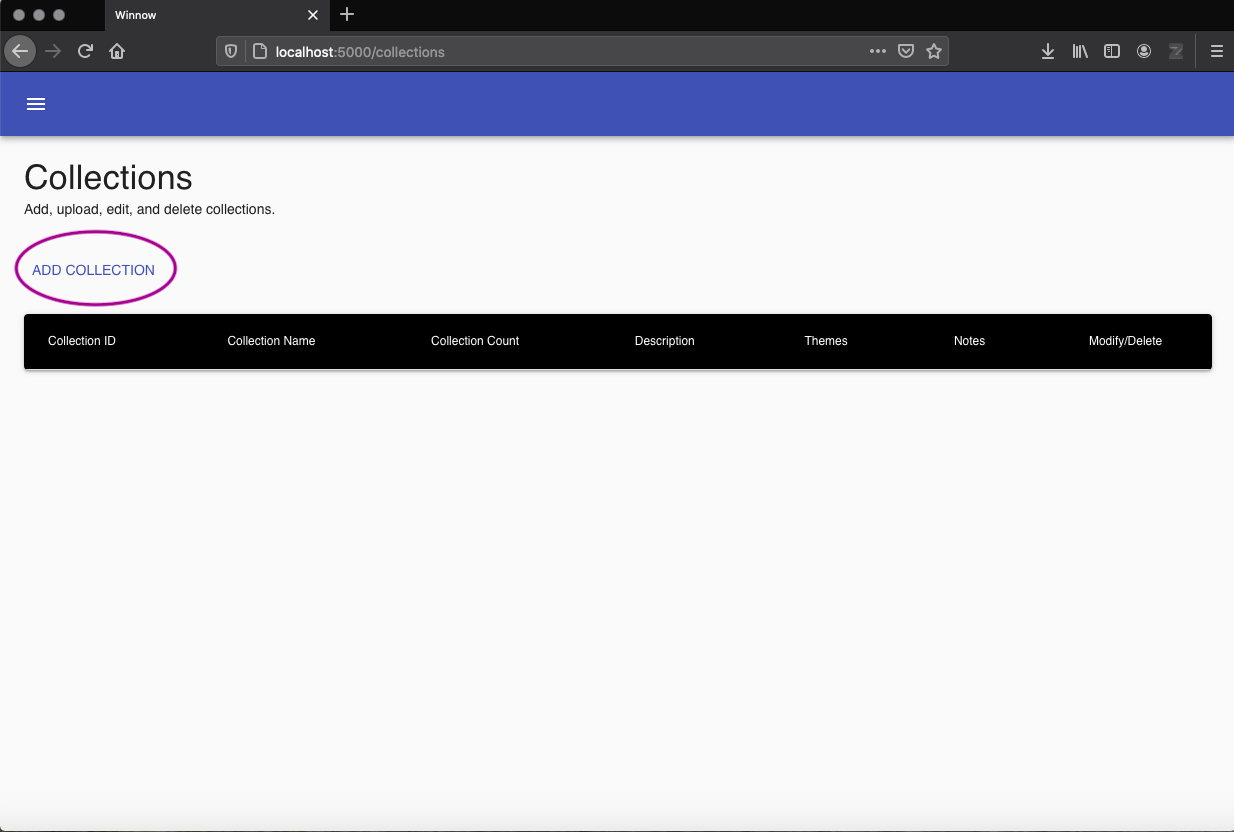 Winnow
localhost:5000/collections
Collections
Add, upload, edit, and delete collections.
ADD COLLECTION
Collection ID Collection Name Collection Count Description Themes Notes Modify/Delete